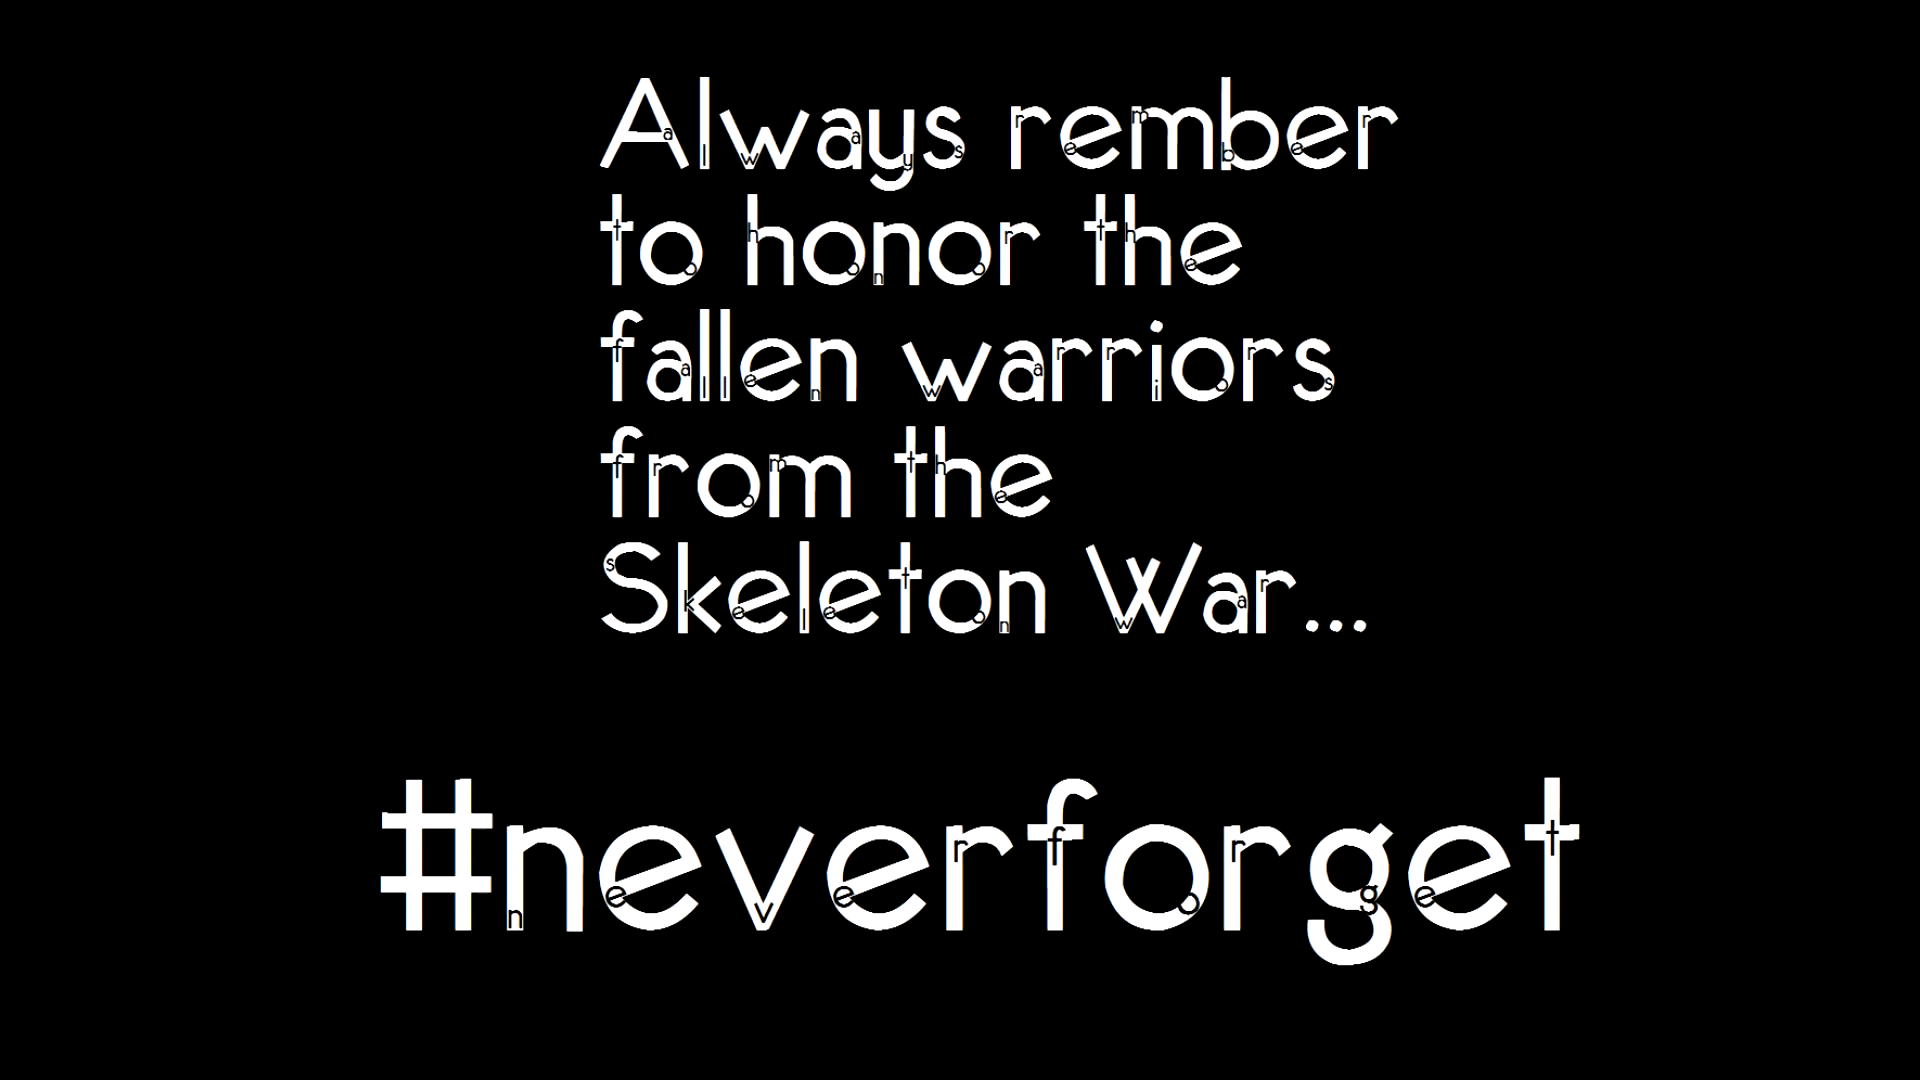 Always rember
to honor the
fallen warriors
from the
Skeleton War...
#neverforget